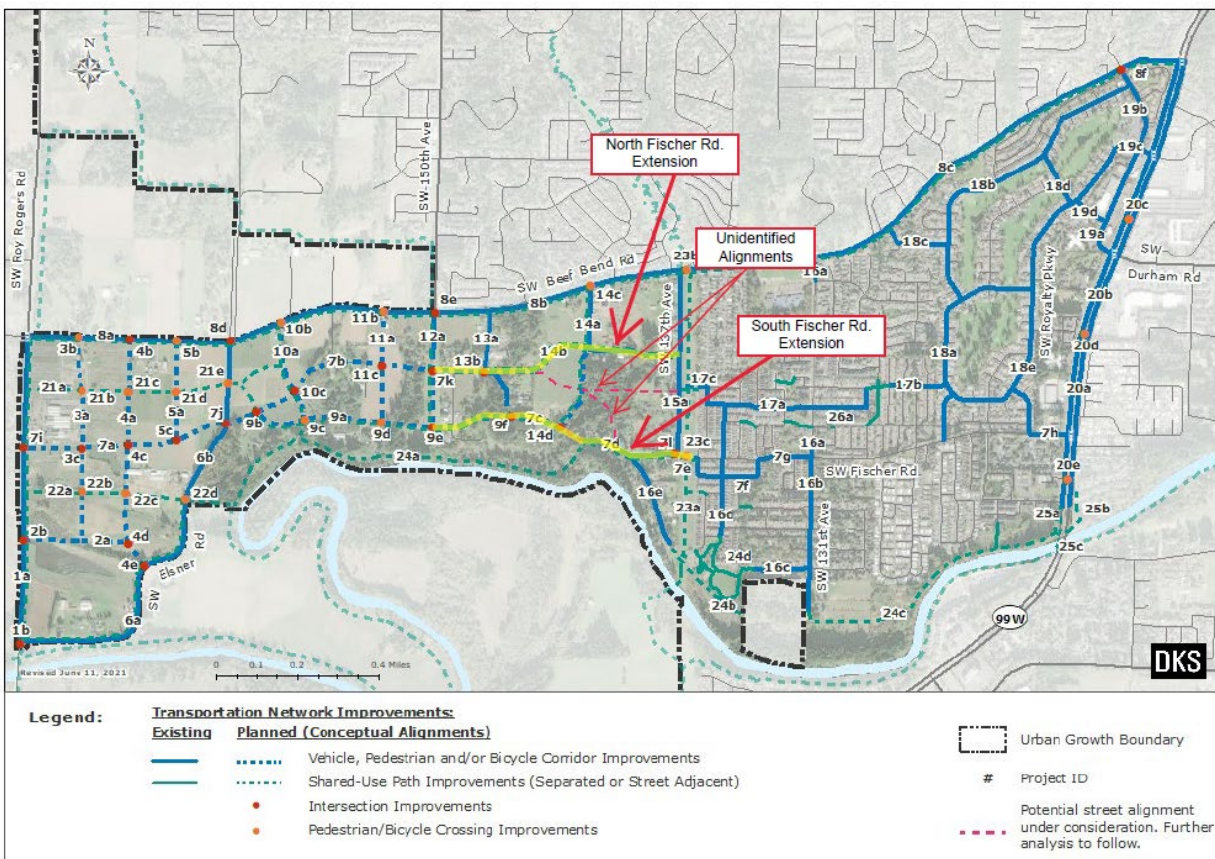 N
North Fischer Rd.
Extension
Unidentified
Alignments
South Fischer Rd.
Extension
SW Roy Rogers Rd
SW 150th Ave
SW Beef Bend Rd
SW 137th Ave
SW Royalty Pkwy
SW
Durham Rd
SW Fischer Rd
SW 131st Ave
SW Elsner Rd
99W
8f
19b
19c
8c
18b
18d
20c
19d
19a
18c
23b
16a
8e
8b
14c
11b
10b
8d
3b
8a
4b
5b
12a
13a
14a
11a
10a
7b
13b
14b
20b
20d
18a
18e
20a
7k
11c
21e
21a
21b
21c
21d
10c
17c
17b
15a
17a
26a
3a
4a
5a
7j
9b
9c
9a
9d
9e
9f
7c
14d
7d
7l
23c
16a
7h
7i
7a
5c
4c
3c
6b
24a
7e
7g
7f
16b
20e
22a
22b
22c
22d
16e
23a
16d
25a
25b
25c
2b
2a
4d
4e
24d
16c
1a
6a
24b
24c
1b
Revised June 11, 2021
0 0.1 0.2 0.4 Miles
DKS
Legend:
Transportation Network Improvements:
Existing Planned (Conceptual Alignments)
Vehicle, Pedestrian and/or Bicycle Corridor Improvements
Shared-Use Path Improvements (Separated or Street Adjacent)
Intersection Improvements
Pedestrian/Bicycle Crossing Improvements
Urban Growth Boundary
# Project ID
Potential street alignment
under consideration. Further
analysis to follow.